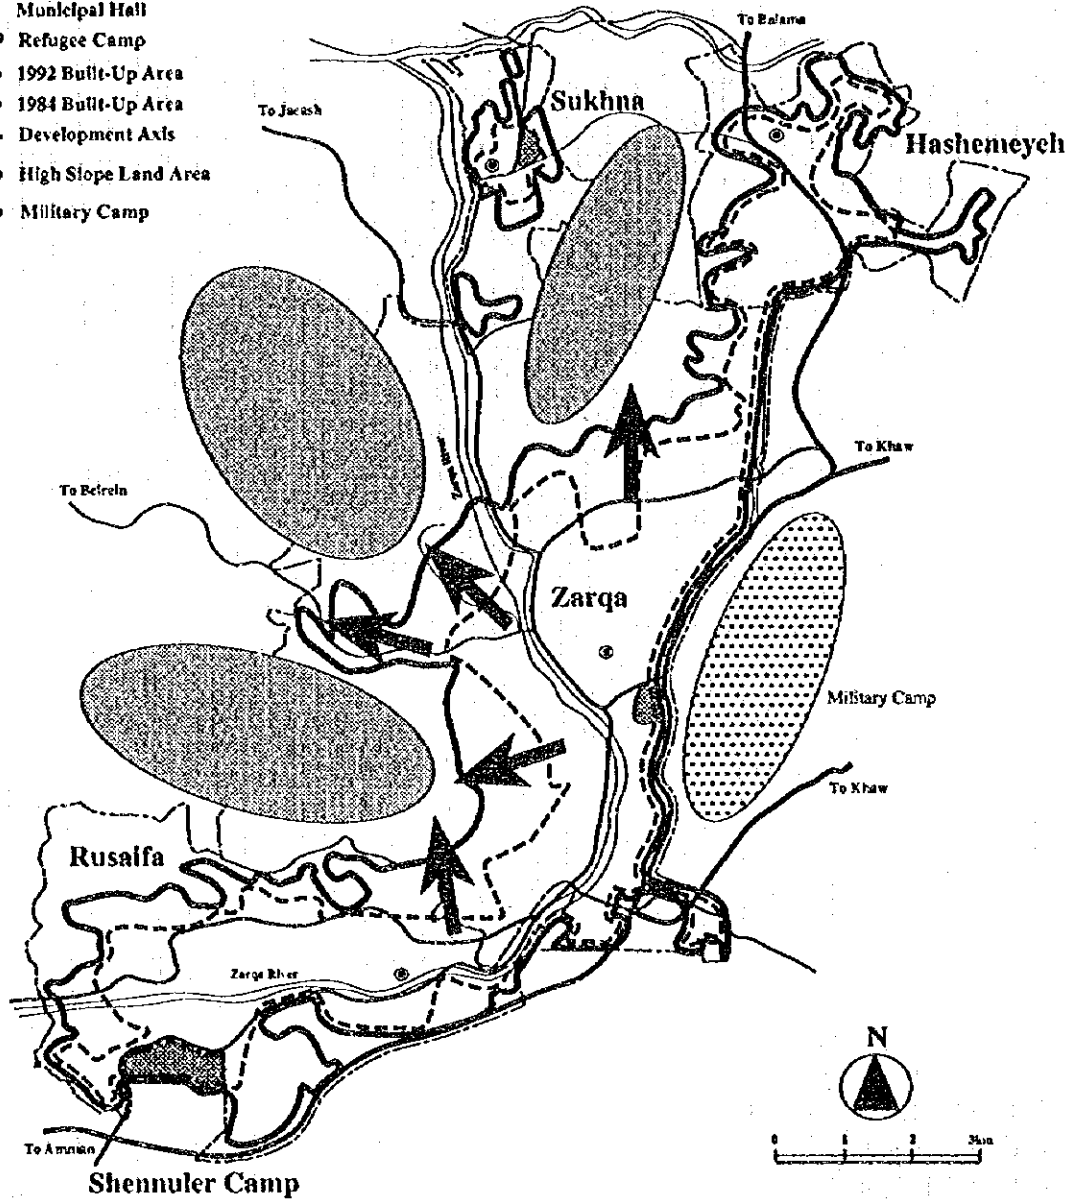 Municipal Hall
Refugee Camp
1992 Built-Up Area
1984 Built-Up Area
Development Axis
High Slope Land Area
Military Camp
To Balama
To Jarash
Sukhna
Hashemeyeh
To Khaw
Zarqa River
To Beirein
Zarqa
Military Camp
To Khaw
Rusaifa
Zarqa River
N
0 1 2 3km
To Amman
Shennuler Camp